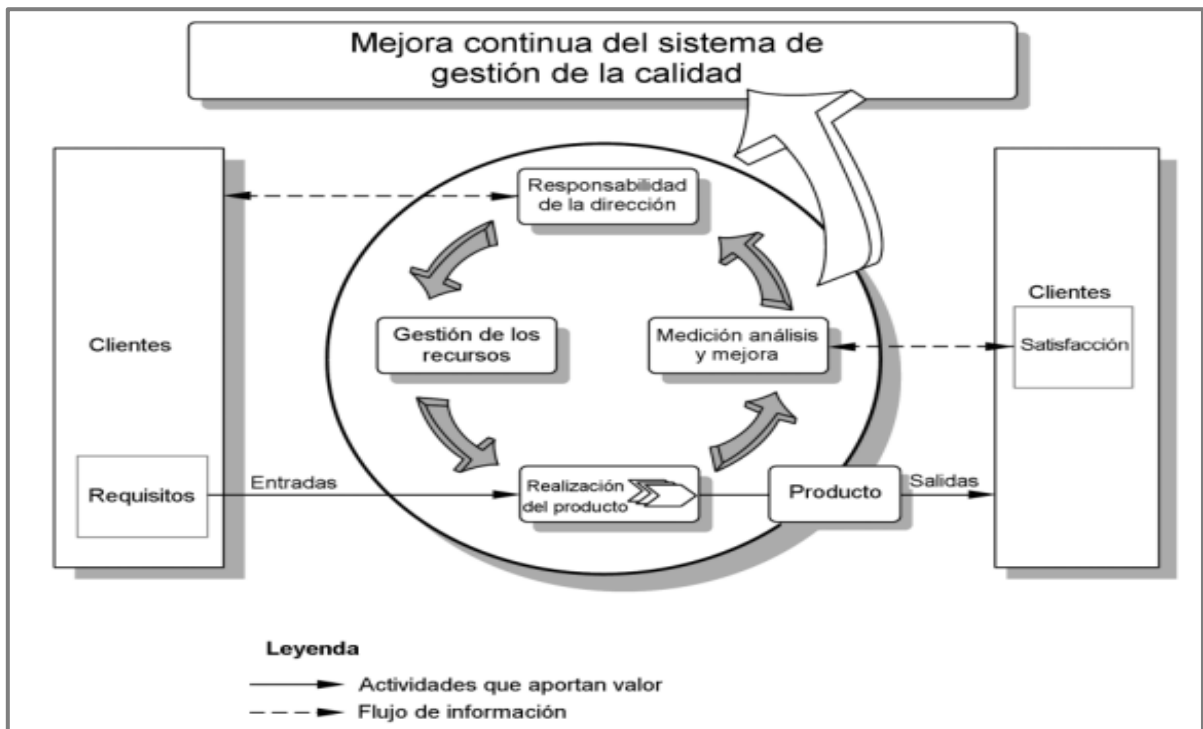 Mejora continua del sistema de
gestión de la calidad
Responsabilidad
de la dirección
Clientes
Gestión de los
recursos
Medición análisis
y mejora
Clientes
Satisfacción
Requisitos
Entradas
Realización
del producto
Producto
Salidas
Leyenda
Actividades que aportan valor
Flujo de información